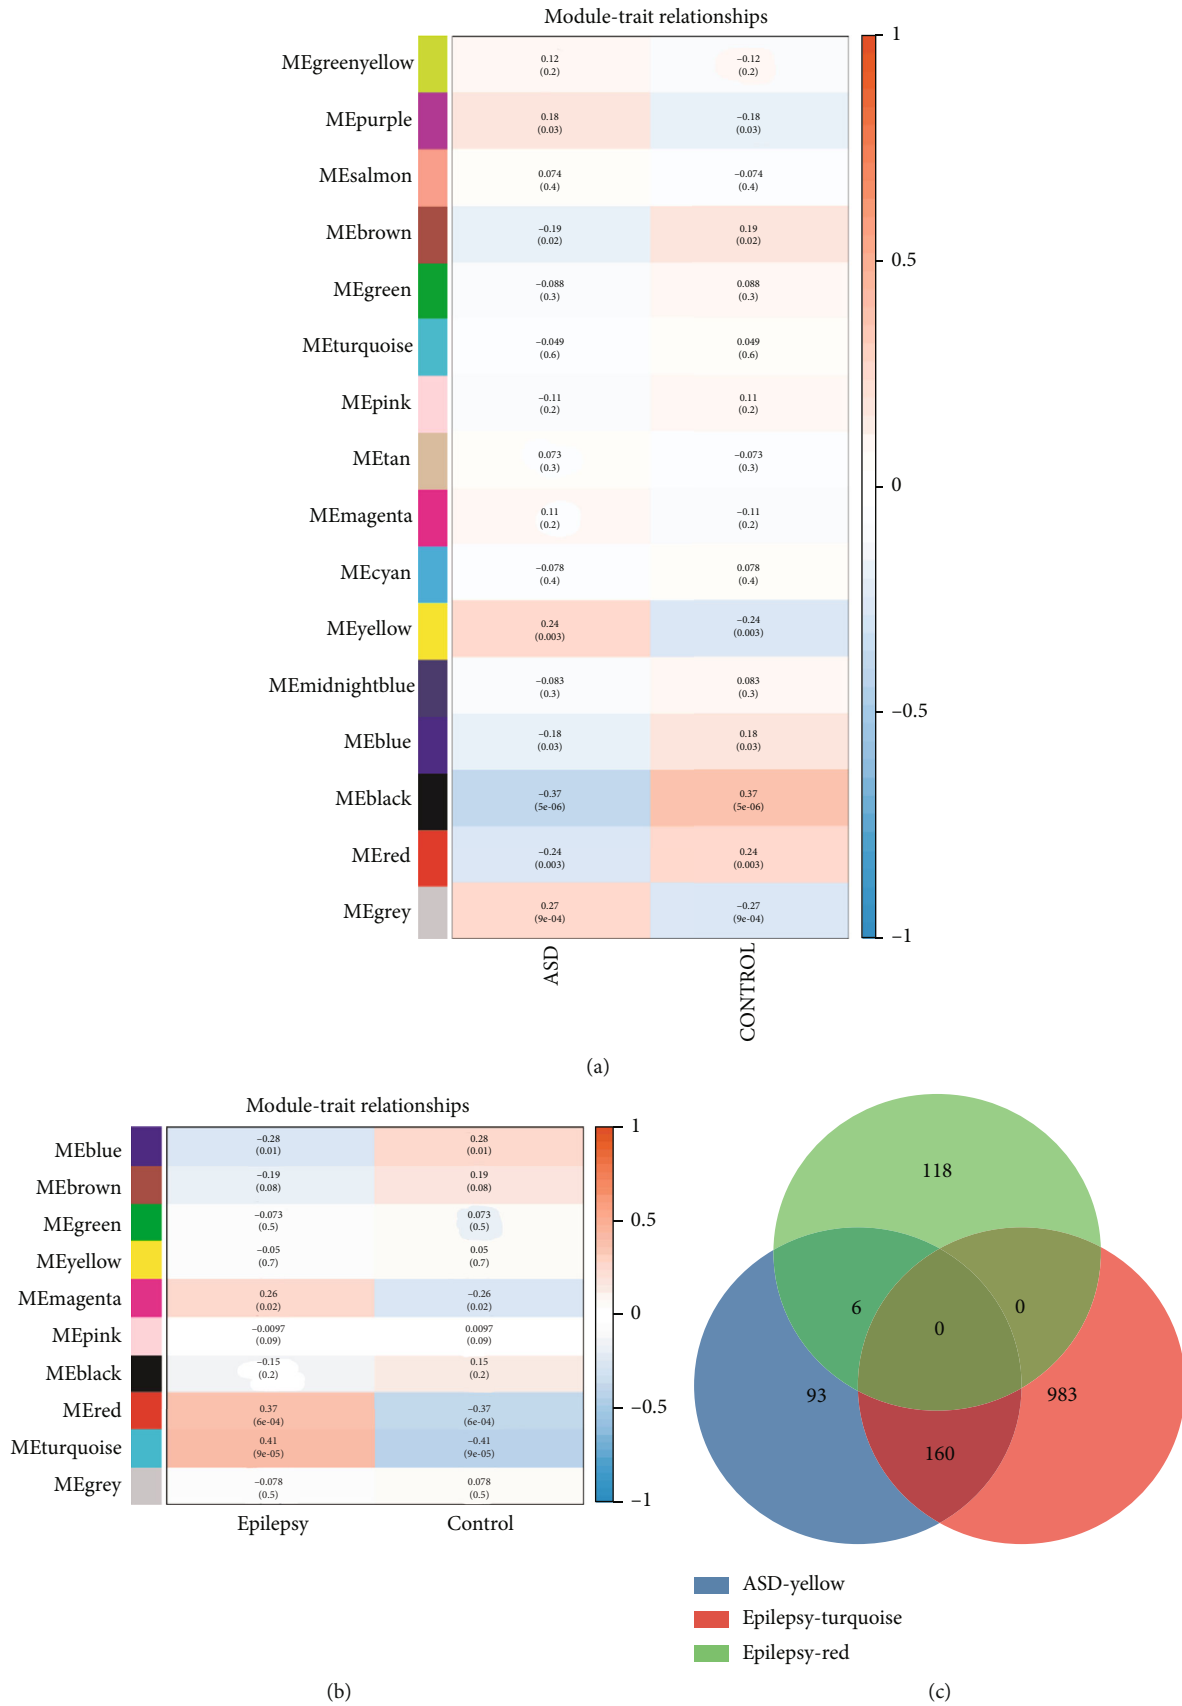 Module-trait relationships
MEgreenyellow
0.12
(0.2)
−0.12
(0.2)
MEpurple
0.18
(0.03)
−0.18
(0.03)
MEsalmon
0.074
(0.4)
−0.074
(0.4)
MEbrown
−0.19
(0.02)
0.19
(0.02)
MEgreen
−0.088
(0.3)
0.088
(0.3)
MEturquoise
−0.049
(0.6)
0.049
(0.6)
MEpink
−0.11
(0.2)
0.11
(0.2)
MEtan
0.073
(0.3)
−0.073
(0.3)
MEmagenta
0.11
(0.2)
−0.11
(0.2)
MEcyan
−0.078
(0.4)
0.078
(0.4)
MEyellow
0.24
(0.003)
−0.24
(0.003)
MEmidnightblue
−0.083
(0.3)
0.083
(0.3)
MEblue
−0.18
(0.03)
0.18
(0.03)
MEblack
−0.37
(5e-06)
0.37
(5e-06)
MEred
−0.24
(0.003)
0.24
(0.003)
MEgrey
0.27
(9e-04)
−0.27
(9e-04)
1
0.5
0
−0.5
−1
ASD
CONTROL
(a)
Module-trait relationships
MEblue
−0.28
(0.01)
0.28
(0.01)
MEbrown
−0.19
(0.08)
0.19
(0.08)
MEgreen
−0.073
(0.5)
0.073
(0.5)
MEyellow
−0.05
(0.7)
0.05
(0.7)
MEmagenta
0.26
(0.02)
−0.26
(0.02)
MEpink
−0.0097
(0.09)
0.0097
(0.09)
MEblack
−0.15
(0.2)
0.15
(0.2)
MEred
0.37
(6e-04)
−0.37
(6e-04)
MEturquoise
0.41
(9e-05)
−0.41
(9e-05)
MEgrey
−0.078
(0.5)
0.078
(0.5)
1
0.5
0
−0.5
−1
Epilepsy
Control
(b)
118
6
0
0
93
983
160
ASD-yellow
Epilepsy-turquoise
Epilepsy-red
(c)